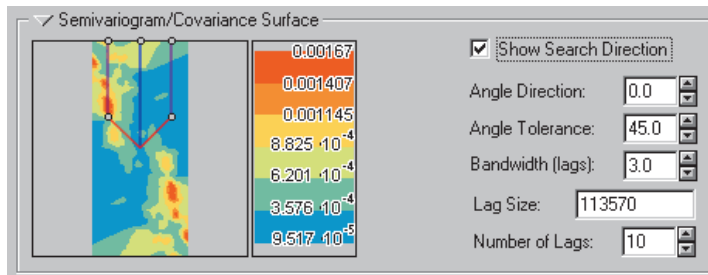 Semivariogram/Covariance Surface
0.00167
0.001407
0.001145
8.825 ·10⁻⁴
6.201 ·10⁻⁴
3.576 ·10⁻⁴
9.517 ·10⁻⁵
Show Search Direction
Angle Direction: 0.0
Angle Tolerance: 45.0
Bandwidth (lags): 3.0
Lag Size: 113570
Number of Lags: 10